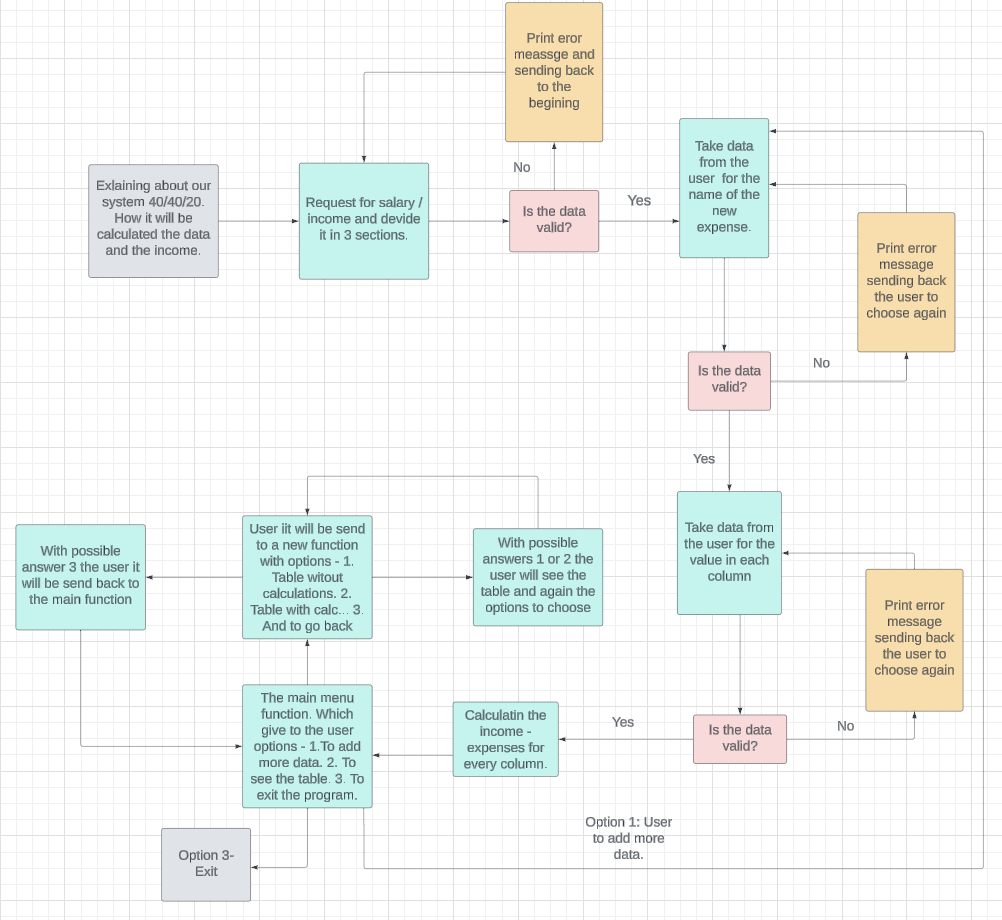 Print eror
meassge and
sending back
to the
begining
No
Exlaining about our
system 40/40/20.
How it will be
calculated the data
and the income.
Request for salary /
income and devide
it in 3 sections.
Is the data
valid?
Yes
Take data
from the
user for the
name of the
new
expense.
Print error
message
sending back
the user to
choose again
Is the data
valid?
No
Yes
Take data from
the user for the
value in each
column
With possible
answer 3 the user it
will be send back to
the main function
User iit will be send
to a new function
with options - 1.
Table witout
calculations. 2.
Table with calc... 3.
And to go back
With possible
answers 1 or 2 the
user will see the
table and again the
options to choose
Print error
message
sending back
the user to
choose again
The main menu
function. Which
give to the user
options - 1.To add
more data. 2. To
see the table. 3. To
exit the program.
Calculatin the
income -
expenses for
every column.
Yes
Is the data
valid?
No
Option 1: User
to add more
data.
Option 3-
Exit